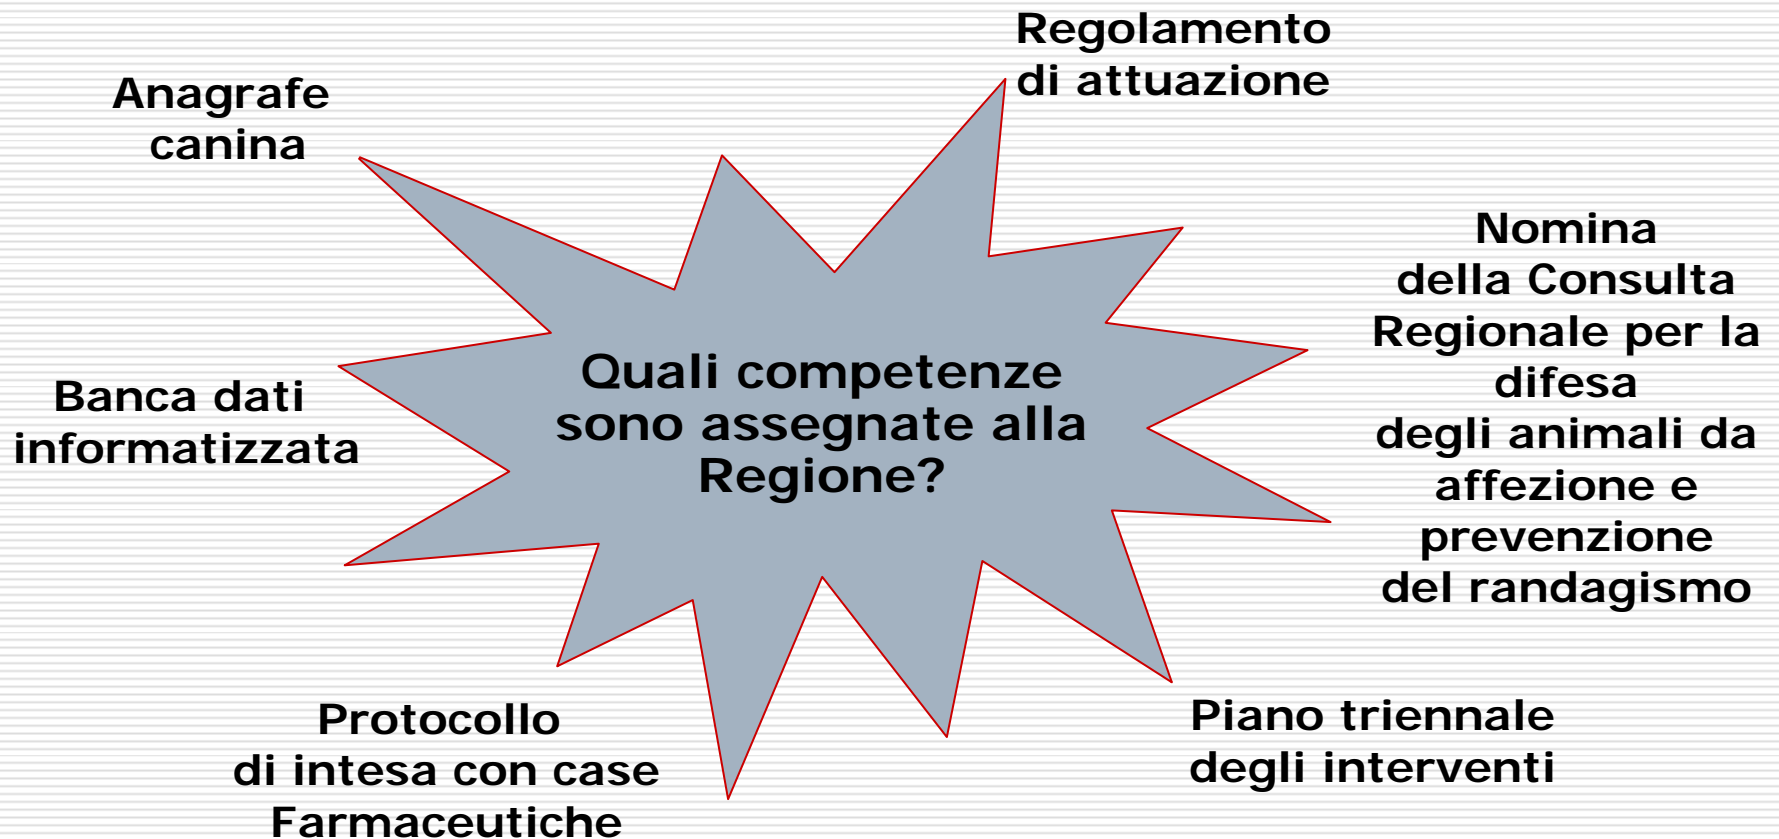 Regolamento
di attuazione
Anagrafe
canina
Nomina
della Consulta
Regionale per la
difesa
degli animali da
affezione e
prevenzione
del randagismo
Quali competenze
sono assegnate alla
Regione?
Banca dati
informatizzata
Protocollo
di intesa con case
Farmaceutiche
Piano triennale
degli interventi